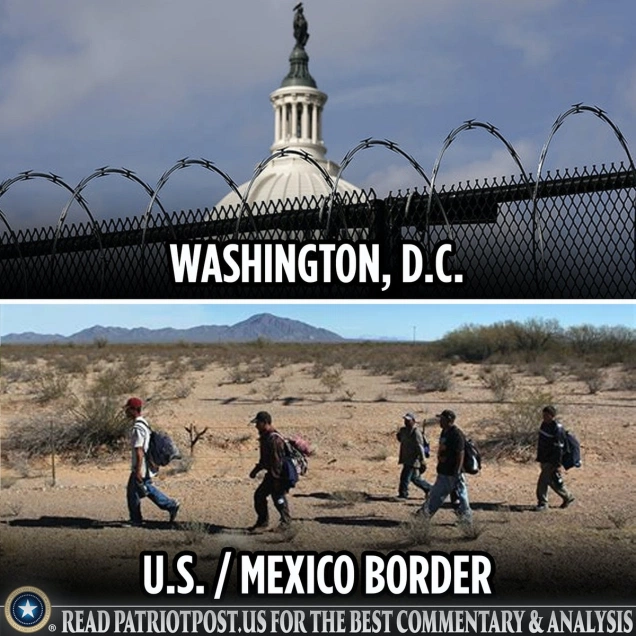 WASHINGTON, D.C.
U.S. / MEXICO BORDER
® READ PATRIOTPOST.US FOR THE BEST COMMENTARY & ANALYSIS